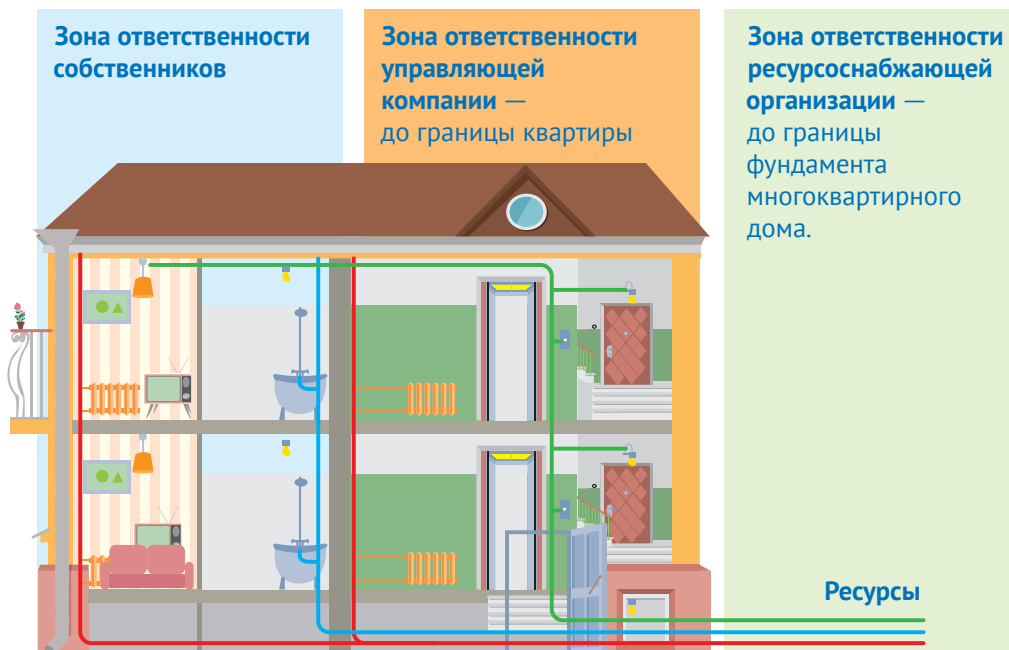 Зона ответственности
собственников
Зона ответственности
управляющей
компании —
до границы квартиры
Зона ответственности
ресурсоснабжающей
организации —
до границы
фундамента
многоквартирного
дома.
Ресурсы